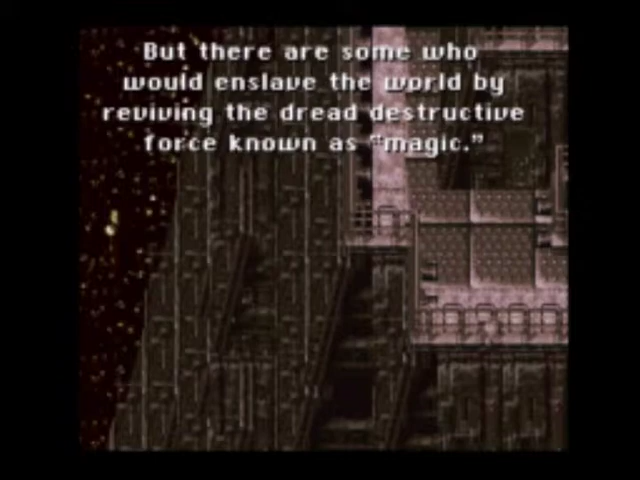 But there are some who
would enslave the world by
reviving the dread destructive
force known as “magic.”